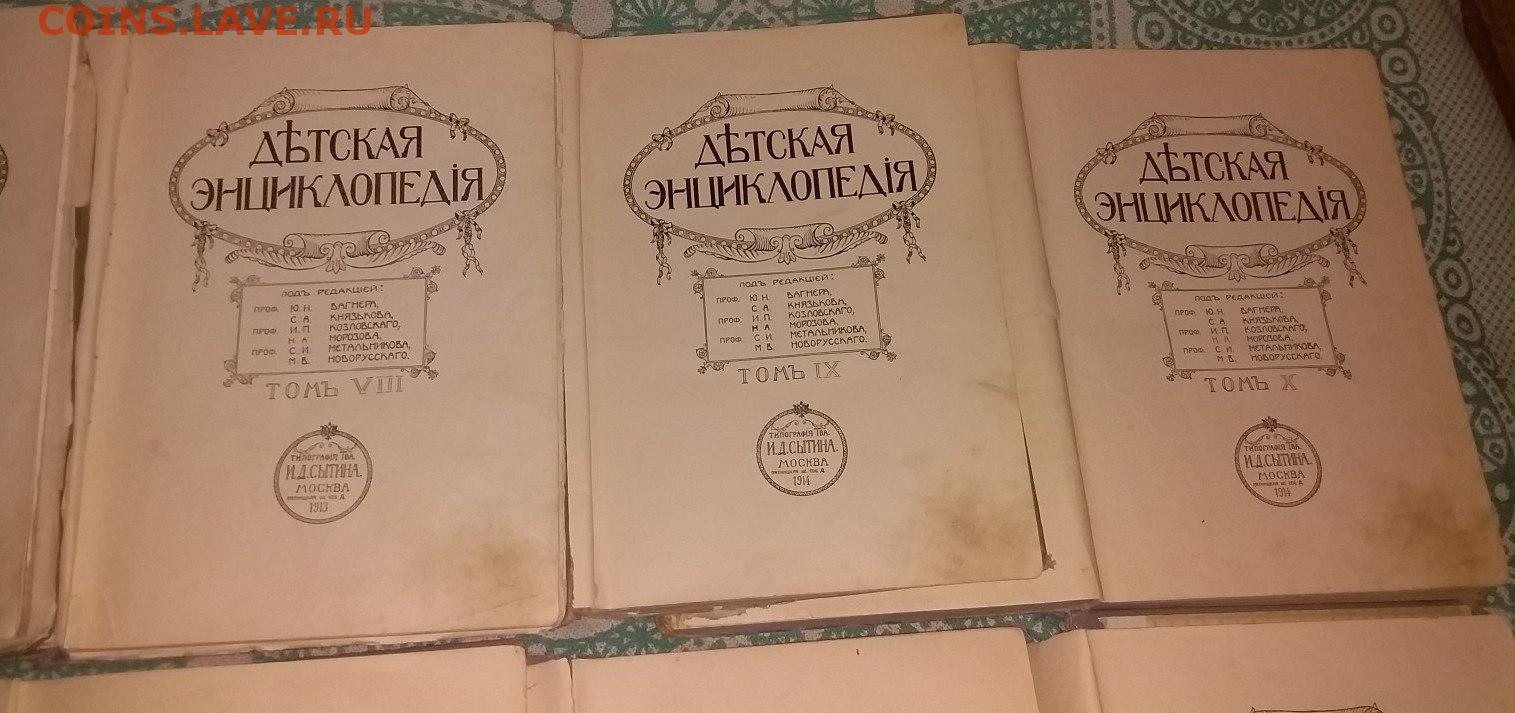 COINS.LAVE.RU
ДѢТСКАЯ
ЭНЦИКЛОПЕДІЯ
ПОДЪ РЕДАКЦІЕЙ:
ПРОФ. Ю. Н. ВАГНЕРА,
С. А. КНЯЗЬКОВА,
ПРОФ. И. П. КОЗЛОВСКАГО,
Н. А. МОРОЗОВА,
ПРОФ. С. И. МЕТАЛЬНИКОВА,
М. В. НОВОРУССКАГО.
ТОМЪ VIII
ТИПОГРАФІЯ ТВА.
И.Д.СЫТИНА.
МОСКВА
1913
ДѢТСКАЯ
ЭНЦИКЛОПЕДІЯ
ПОДЪ РЕДАКЦІЕЙ:
ПРОФ. Ю. Н. ВАГНЕРА,
С. А. КНЯЗЬКОВА,
ПРОФ. И. П. КОЗЛОВСКАГО,
Н. А. МОРОЗОВА,
ПРОФ. С. И. МЕТАЛЬНИКОВА,
М. В. НОВОРУССКАГО.
ТОМЪ IX
ТИПОГРАФІЯ ТВА.
И.Д.СЫТИНА.
МОСКВА
1914
ДѢТСКАЯ
ЭНЦИКЛОПЕДІЯ
ПОДЪ РЕДАКЦІЕЙ:
ПРОФ. Ю. Н. ВАГНЕРА,
С. А. КНЯЗЬКОВА,
ПРОФ. И. П. КОЗЛОВСКАГО,
Н. А. МОРОЗОВА,
ПРОФ. С. И. МЕТАЛЬНИКОВА,
М. В. НОВОРУССКАГО.
ТОМЪ X
ТИПОГРАФІЯ ТВА.
И.Д.СЫТИНА.
МОСКВА
1914